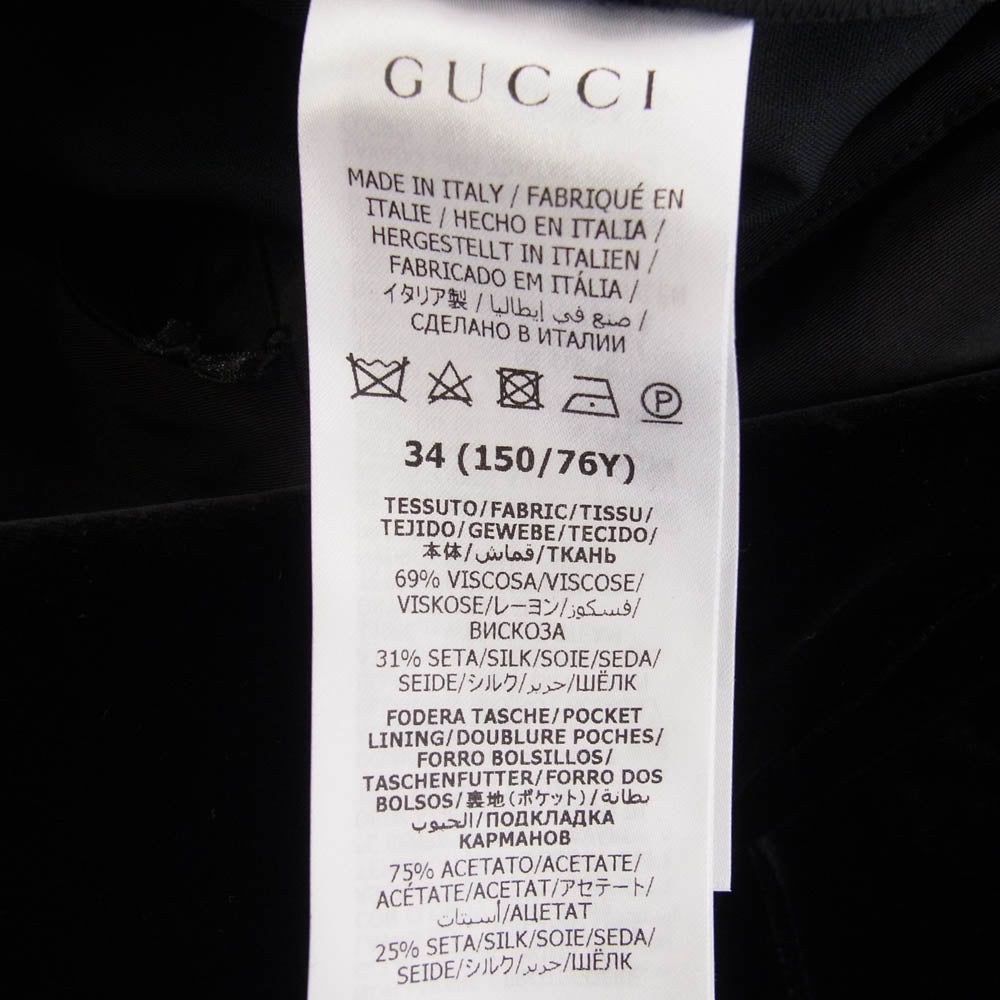 GUCCI
MADE IN ITALY / FABRIQUÉ EN
ITALIE / HECHO EN ITALIA /
HERGESTELLT IN ITALIEN /
FABRICADO EM ITÁLIA /
イタリア製 / صنع في إيطاليا /
СДЕЛАНО В ИТАЛИИ
P
34 (150/76Y)
TESSUTO/FABRIC/TISSU/
TEJIDO/GEWEBE/TECIDO/
本体/قماش/ТКАНЬ
69% VISCOSA/VISCOSE/
VISKOSE/レーヨン/فسكوز/
ВИСКОЗА
31% SETA/SILK/SOIE/SEDA/
SEIDE/シルク/حرير/ШЁЛК
FODERA TASCHE/POCKET
LINING/DOUBLURE POCHES/
FORRO BOLSILLOS/
TASCHENFUTTER/FORRO DOS
BOLSOS/裏地(ポケット)/بطانة
الجيوب/ПОДКЛАДКА
КАРМАНОВ
75% ACETATO/ACETATE/
ACÉTATE/ACETAT/アセテート/
أسيتات/АЦЕТАТ
25% SETA/SILK/SOIE/SEDA/
SEIDE/シルク/حرير/ШЁЛК